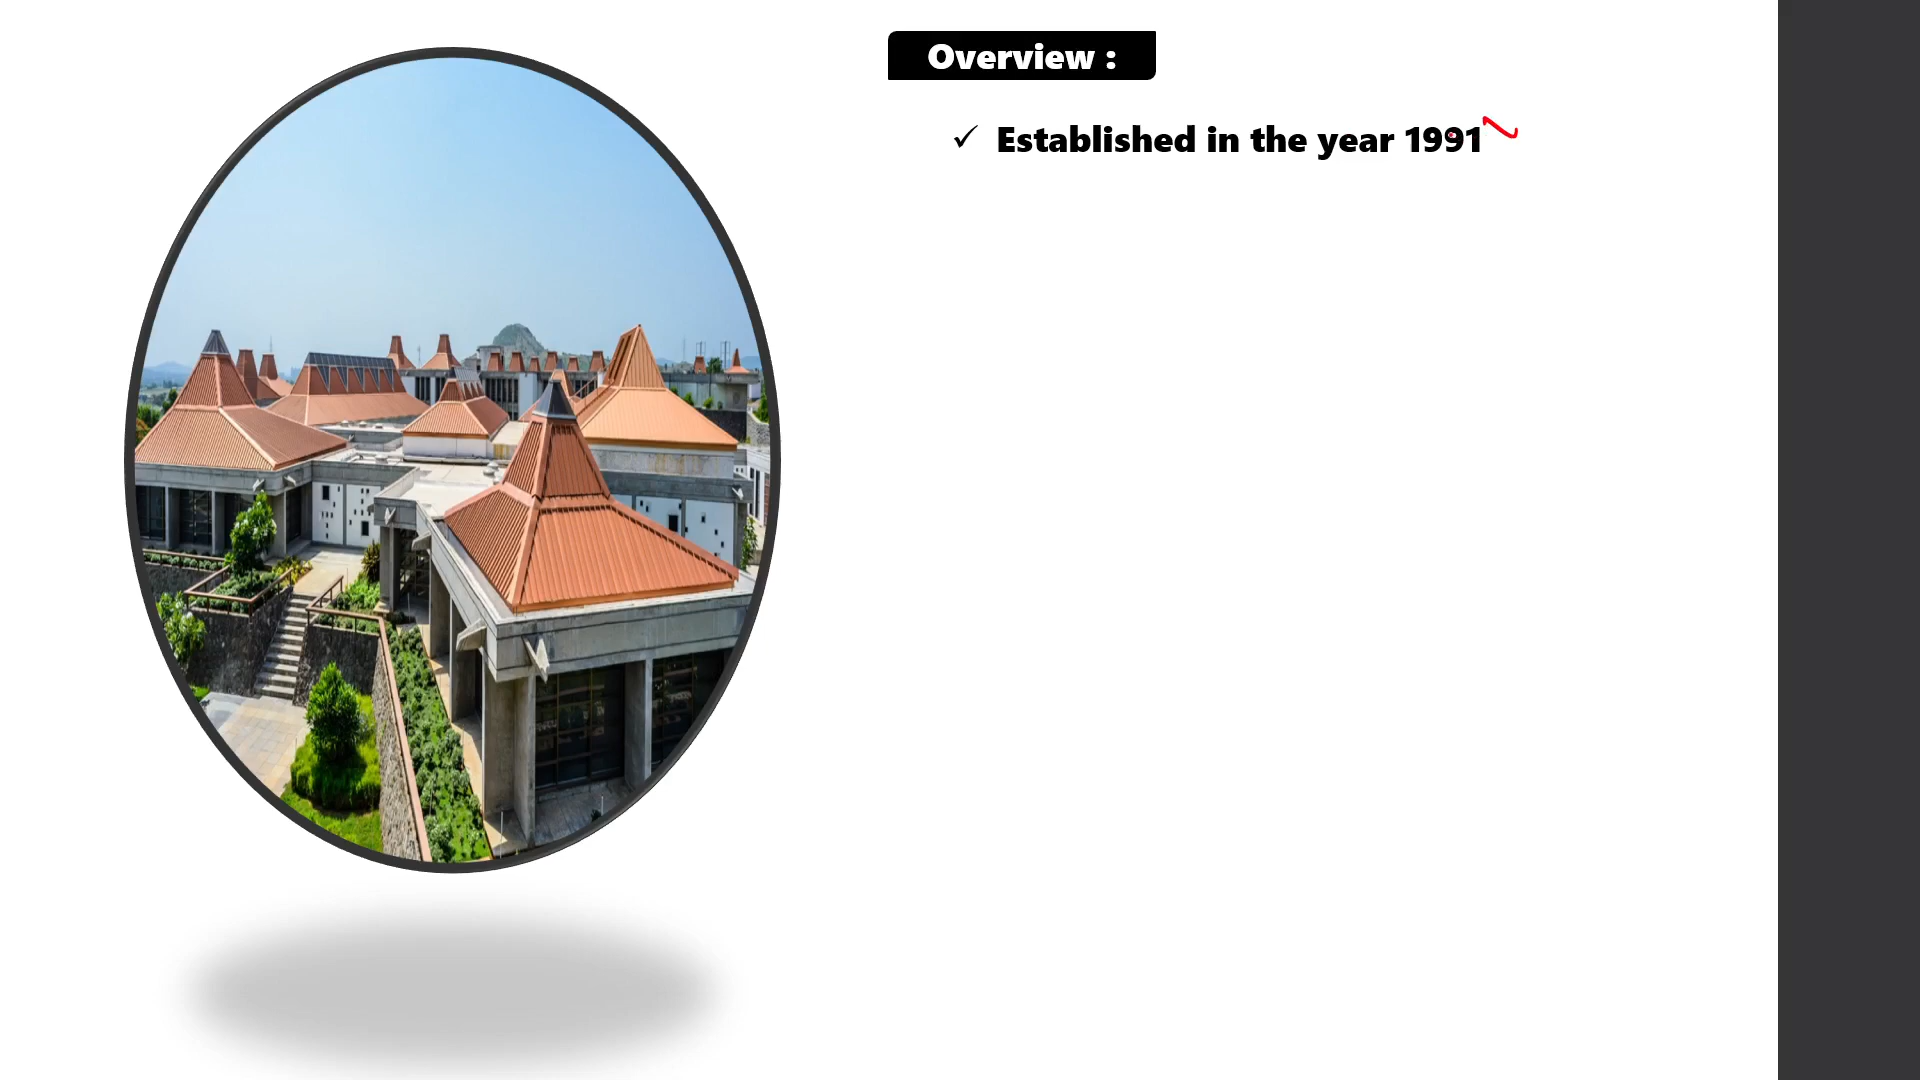 Overview :
✓ Established in the year 1991